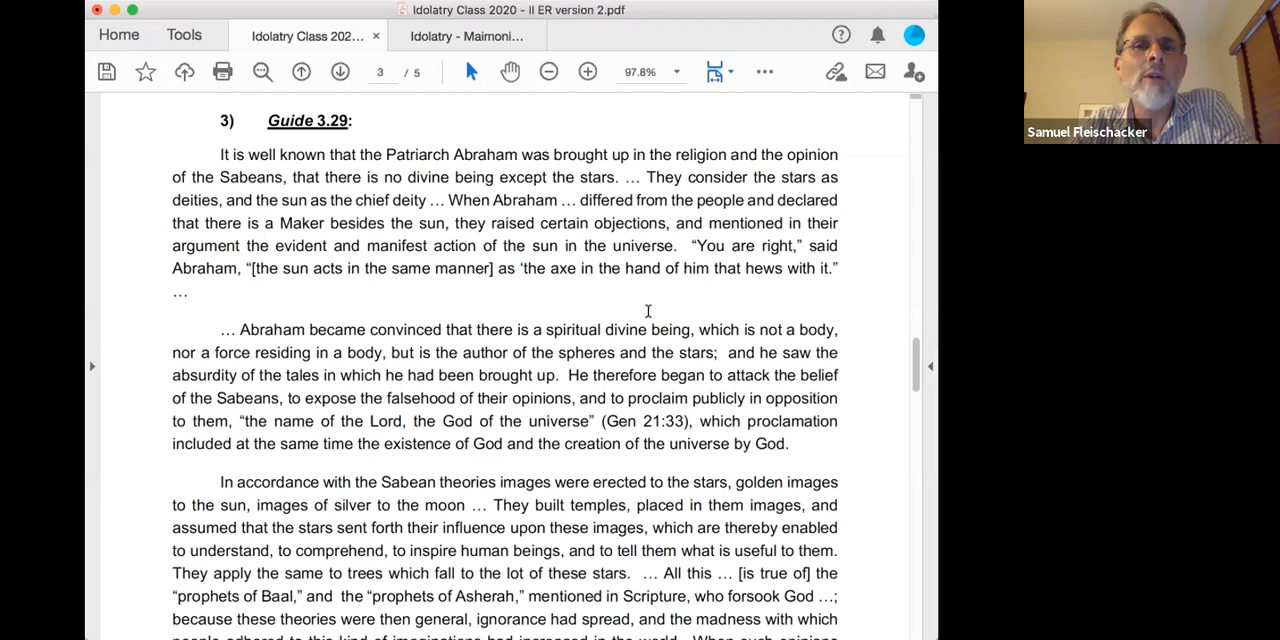 Idolatry Class 2020 - II ER version 2.pdf
Home
Tools
Idolatry Class 202... ×
Idolatry - Maimoni...
3 / 5
97.8%
Samuel Fleischacker
3) Guide 3.29:
It is well known that the Patriarch Abraham was brought up in the religion and the opinion
of the Sabeans, that there is no divine being except the stars. … They consider the stars as
deities, and the sun as the chief deity … When Abraham … differed from the people and declared
that there is a Maker besides the sun, they raised certain objections, and mentioned in their
argument the evident and manifest action of the sun in the universe. “You are right,” said
Abraham, “[the sun acts in the same manner] as ‘the axe in the hand of him that hews with it.”
…
… Abraham became convinced that there is a spiritual divine being, which is not a body,
nor a force residing in a body, but is the author of the spheres and the stars; and he saw the
absurdity of the tales in which he had been brought up. He therefore began to attack the belief
of the Sabeans, to expose the falsehood of their opinions, and to proclaim publicly in opposition
to them, “the name of the Lord, the God of the universe” (Gen 21:33), which proclamation
included at the same time the existence of God and the creation of the universe by God.
In accordance with the Sabean theories images were erected to the stars, golden images
to the sun, images of silver to the moon … They built temples, placed in them images, and
assumed that the stars sent forth their influence upon these images, which are thereby enabled
to understand, to comprehend, to inspire human beings, and to tell them what is useful to them.
They apply the same to trees which fall to the lot of these stars. … All this … [is true of] the
“prophets of Baal,” and the “prophets of Asherah,” mentioned in Scripture, who forsook God …;
because these theories were then general, ignorance had spread, and the madness with which
people adhered to this kind of imaginations had increased in the world. When such opinions